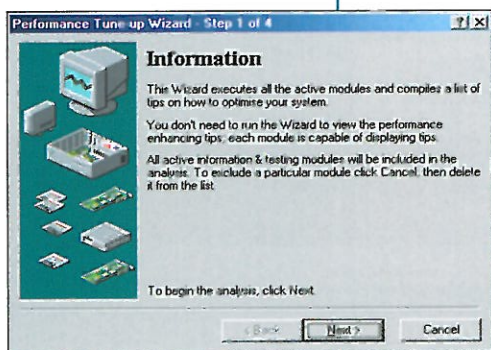 Performance Tune-up Wizard - Step 1 of 4
Information
This Wizard executes all the active modules and compiles a list of
tips on how to optimise your system.
You don't need to run the Wizard to view the performance
enhancing tips, each module is capable of displaying tips.
All active information & testing modules will be included in the
analysis. To exclude a particular module click Cancel, then delete
it from the list
To begin the analysis, click Next.
< Back
Next >
Cancel